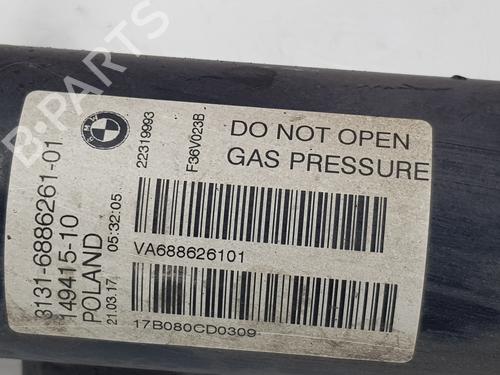 BMW
3131-6886261-01
149415-10
POLAND
21.03.17 05:32:05
22319993
F36V023B
DO NOT OPEN
GAS PRESSURE
VA688626101
17B080CD0309
B-PARTS